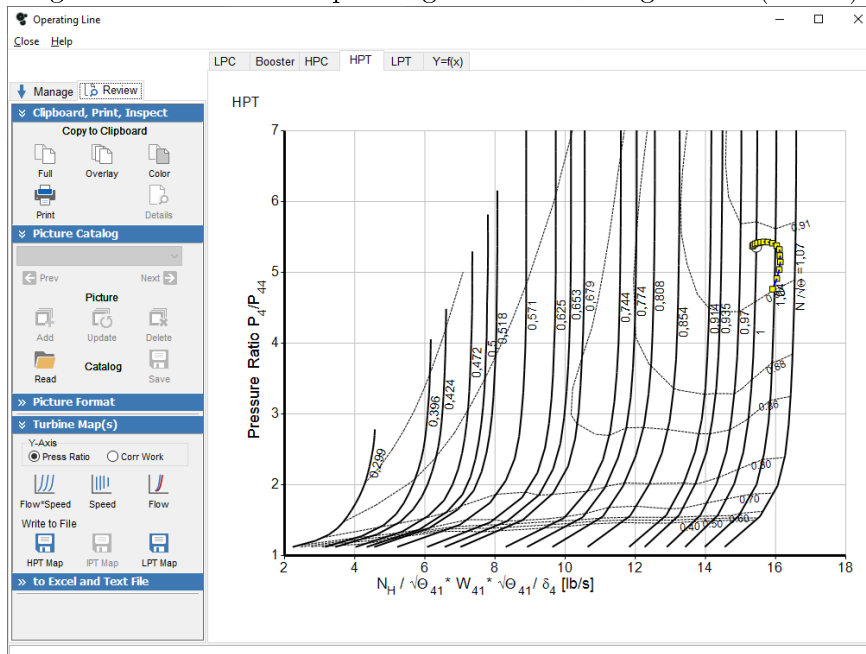 Operating Line
Close Help
LPC Booster HPC HPT LPT Y=f(x)
Manage Review
Clipboard, Print, Inspect
Copy to Clipboard
Full Overlay Color
Print Details
Picture Catalog
Prev Next
Picture
Add Update Delete
Read Catalog Save
Picture Format
Turbine Map(s)
Y-Axis
Press Ratio Corr Work
Flow*Speed Speed Flow
Write to File
HPT Map IPT Map LPT Map
to Excel and Text File
HPT
Pressure Ratio P4/P44
7
6
5
4
3
2
1
0,299
0,396
0,424
0,472
0,5
0,518
0,571
0,625
0,653
0,679
0,744
0,774
0,808
0,854
0,914
0,935
0,97
1
1,04
N /√Θ = 1,07
0.91
0.88
0.86
0.80
0.70
0.60
0.50
0.40
2 4 6 8 10 12 14 16 18
N_H / √Θ41 * W41 * √Θ41 / δ4 [lb/s]